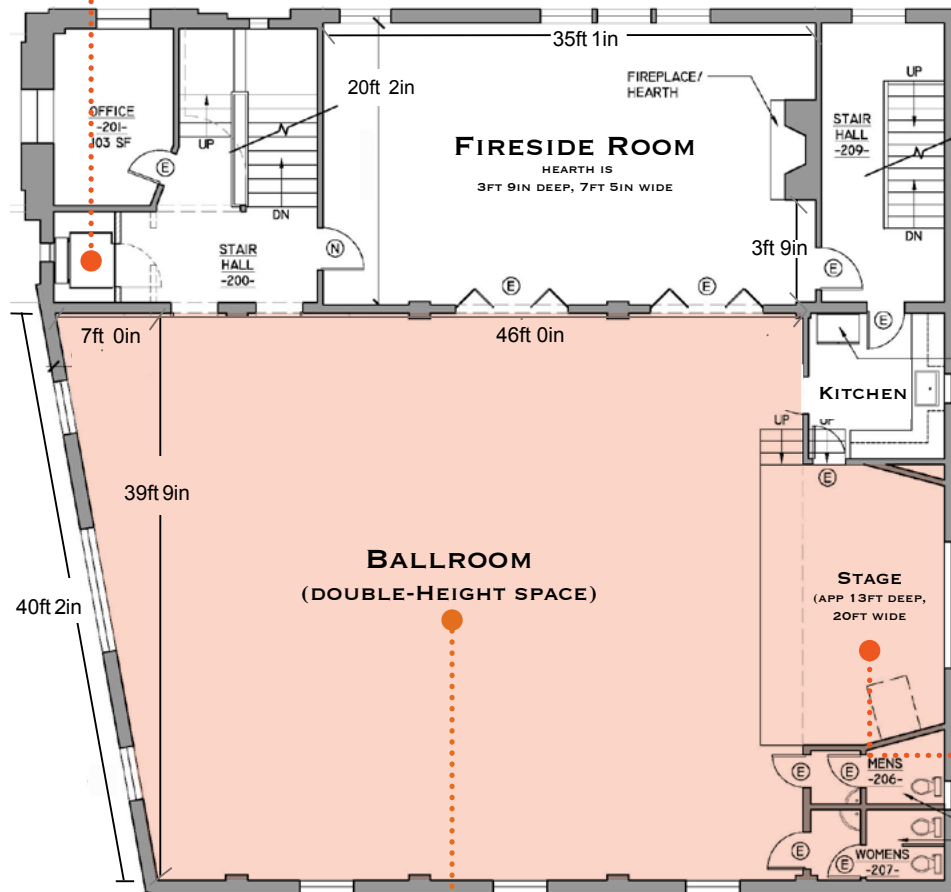 35ft 1in
20ft 2in
OFFICE
-201-
103 SF
UP
E
DN
FIREPLACE/
HEARTH
FIRESIDE ROOM
HEARTH IS
3FT 9IN DEEP, 7FT 5IN WIDE
UP
STAIR
HALL
-209-
DN
STAIR
HALL
-200-
N
3ft 9in
E
E
E
E
7ft 0in
46ft 0in
KITCHEN
UP
UP
E
39ft 9in
40ft 2in
BALLROOM
(DOUBLE-HEIGHT SPACE)
STAGE
(APP 13FT DEEP,
20FT WIDE
E
E
MENS
-206-
E
E
WOMENS
-207-